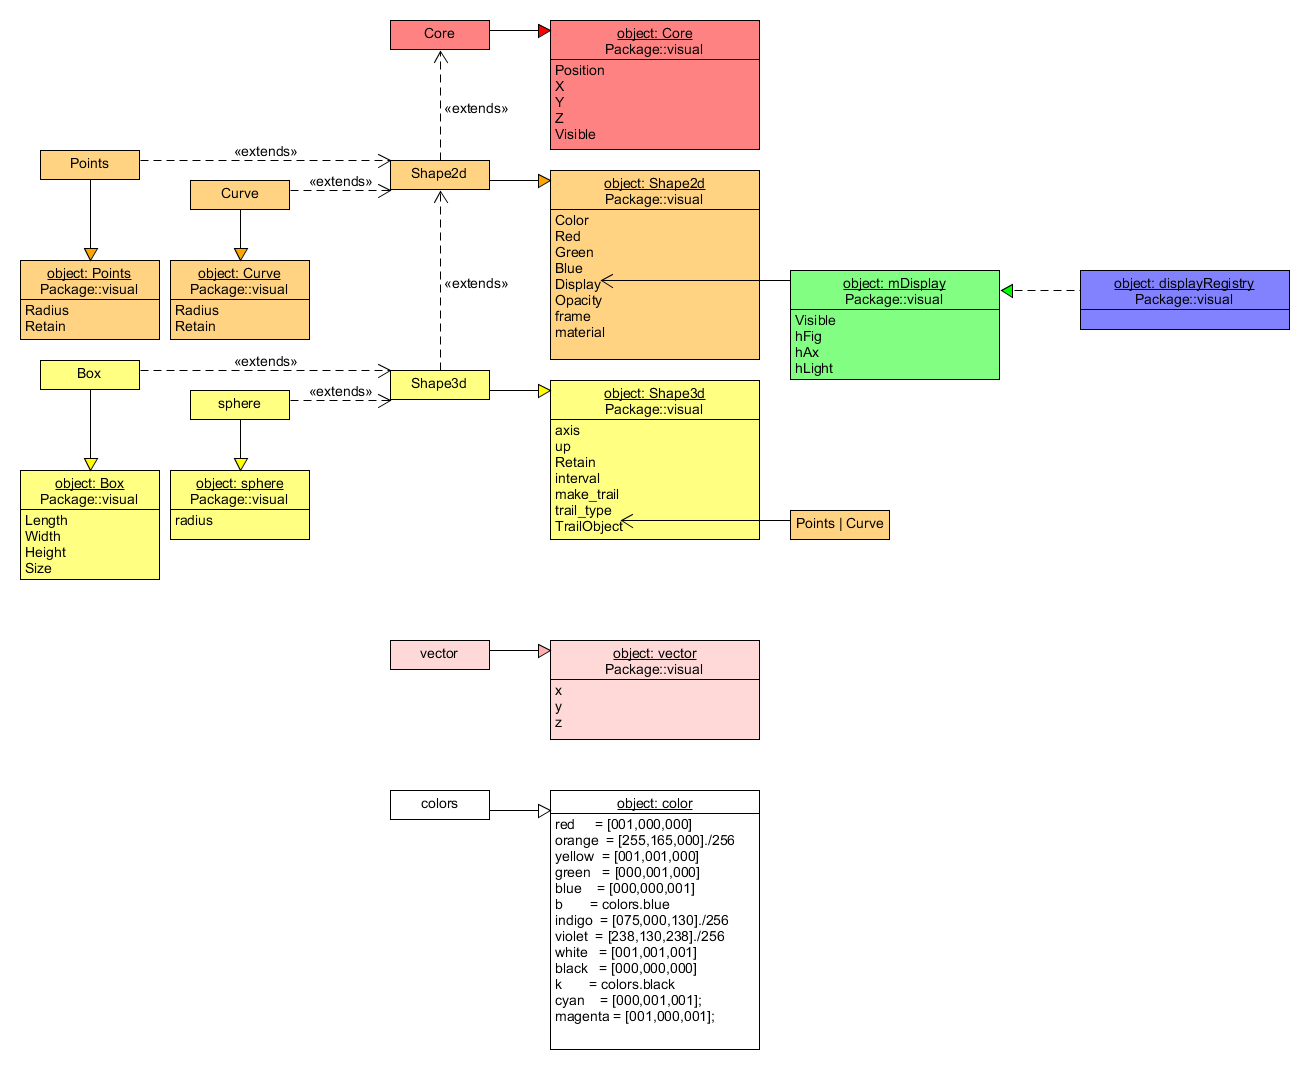 Core
object: Core
Package::visual
Position
X
Y
Z
Visible
«extends»
Points
«extends»
Curve
«extends»
Shape2d
object: Shape2d
Package::visual
Color
Red
Green
Blue
Display
Opacity
frame
material
object: Points
Package::visual
Radius
Retain
object: Curve
Package::visual
Radius
Retain
«extends»
object: mDisplay
Package::visual
Visible
hFig
hAx
hLight
object: displayRegistry
Package::visual
Box
«extends»
sphere
«extends»
Shape3d
object: Shape3d
Package::visual
axis
up
Retain
interval
make_trail
trail_type
TrailObject
Points | Curve
object: Box
Package::visual
Length
Width
Height
Size
object: sphere
Package::visual
radius
vector
object: vector
Package::visual
x
y
z
colors
object: color
red = [001,000,000]
orange = [255,165,000]./256
yellow = [001,001,000]
green = [000,001,000]
blue = [000,000,001]
b = colors.blue
indigo = [075,000,130]./256
violet = [238,130,238]./256
white = [001,001,001]
black = [000,000,000]
k = colors.black
cyan = [000,001,001];
magenta = [001,000,001];